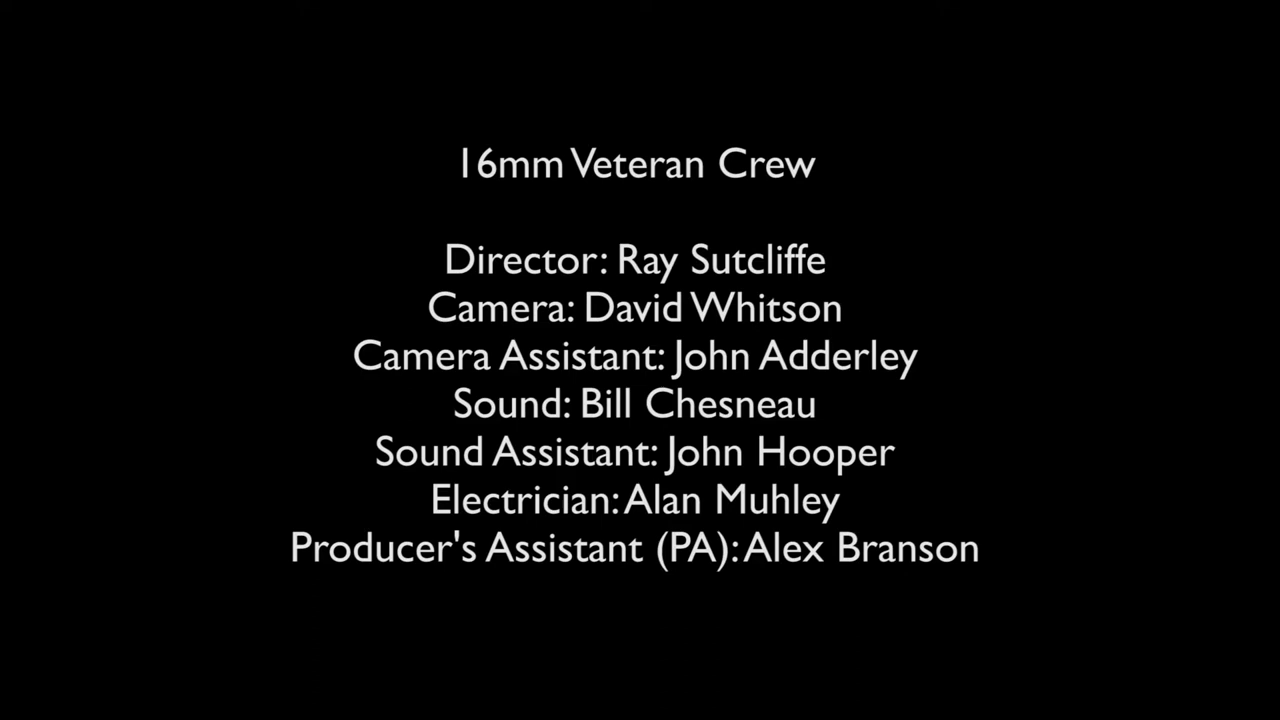 16mm Veteran Crew
Director: Ray Sutcliffe
Camera: David Whitson
Camera Assistant: John Adderley
Sound: Bill Chesneau
Sound Assistant: John Hooper
Electrician: Alan Muhley
Producer's Assistant (PA): Alex Branson